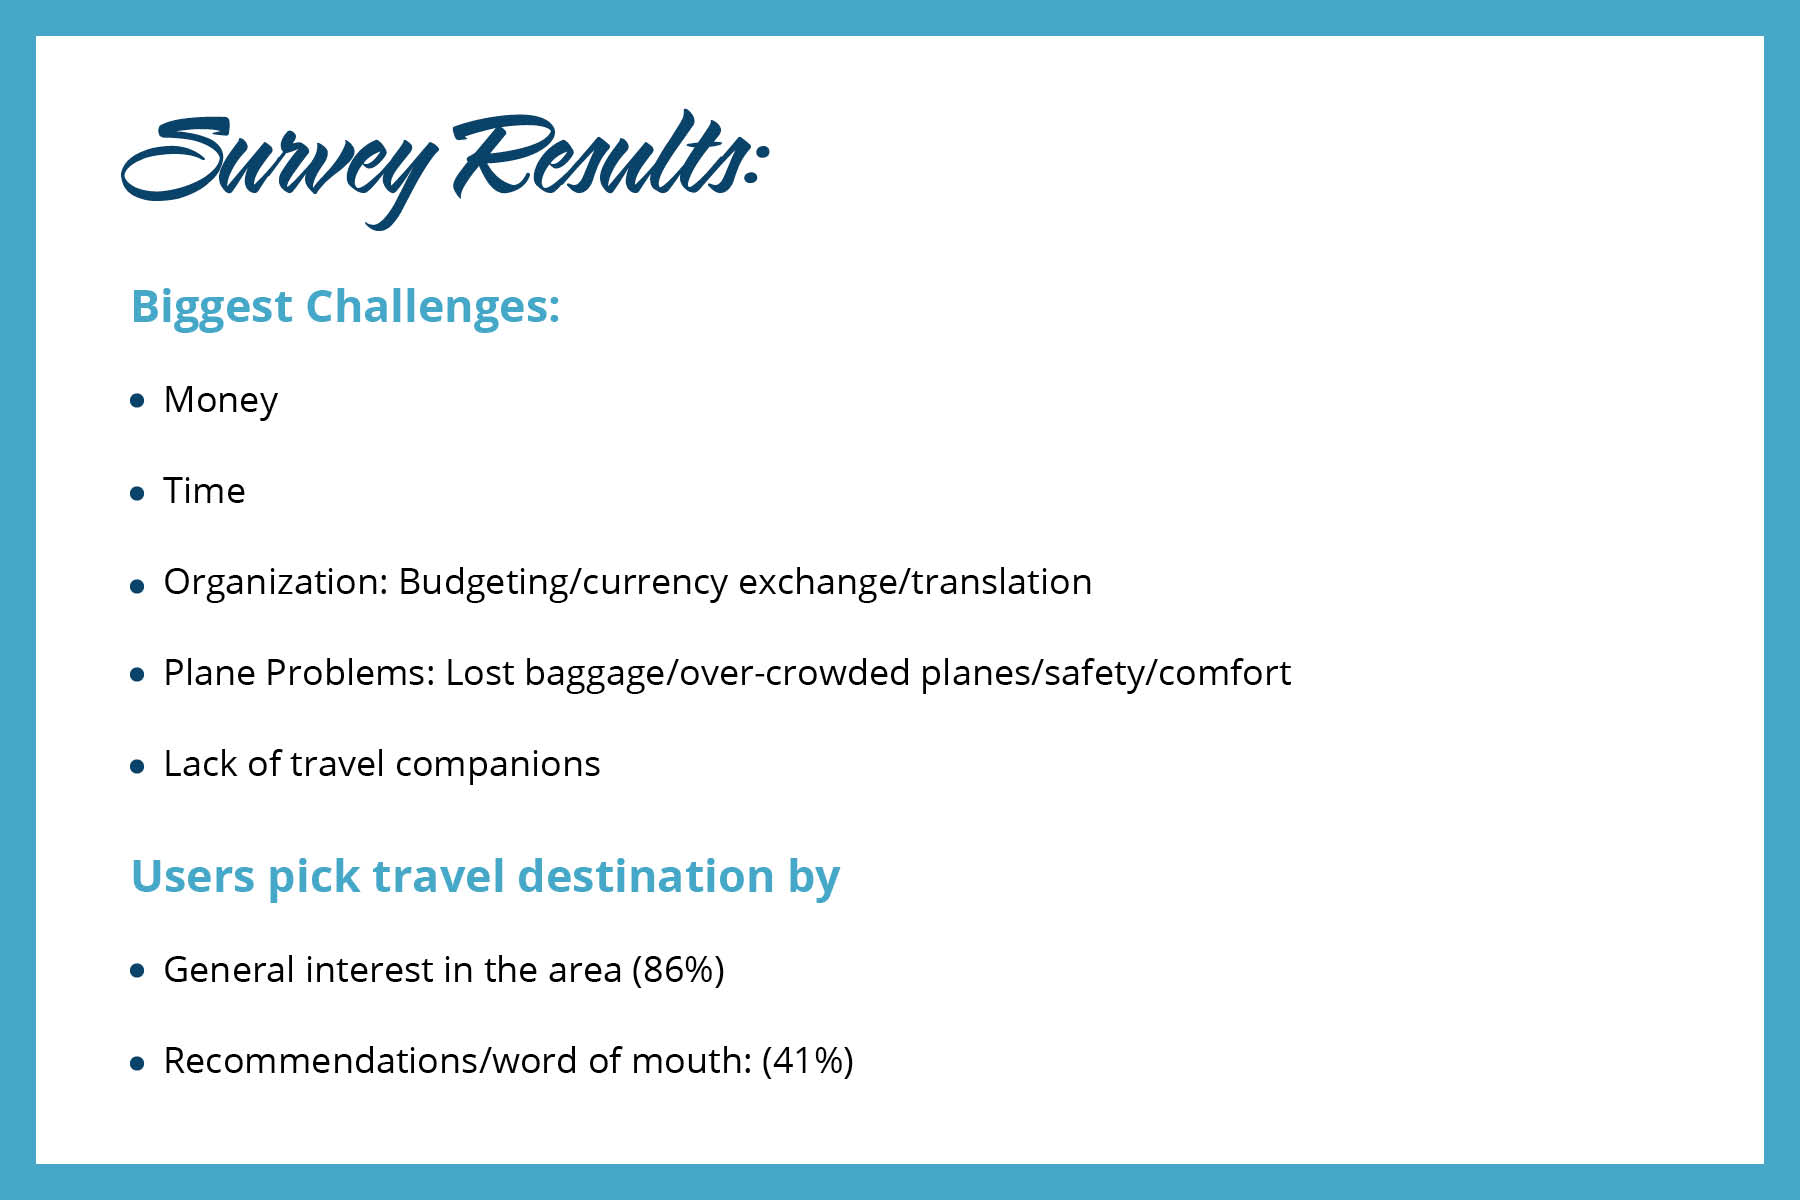 Survey Results:
Biggest Challenges:
• Money
• Time
• Organization: Budgeting/currency exchange/translation
• Plane Problems: Lost baggage/over-crowded planes/safety/comfort
• Lack of travel companions
Users pick travel destination by
• General interest in the area (86%)
• Recommendations/word of mouth: (41%)